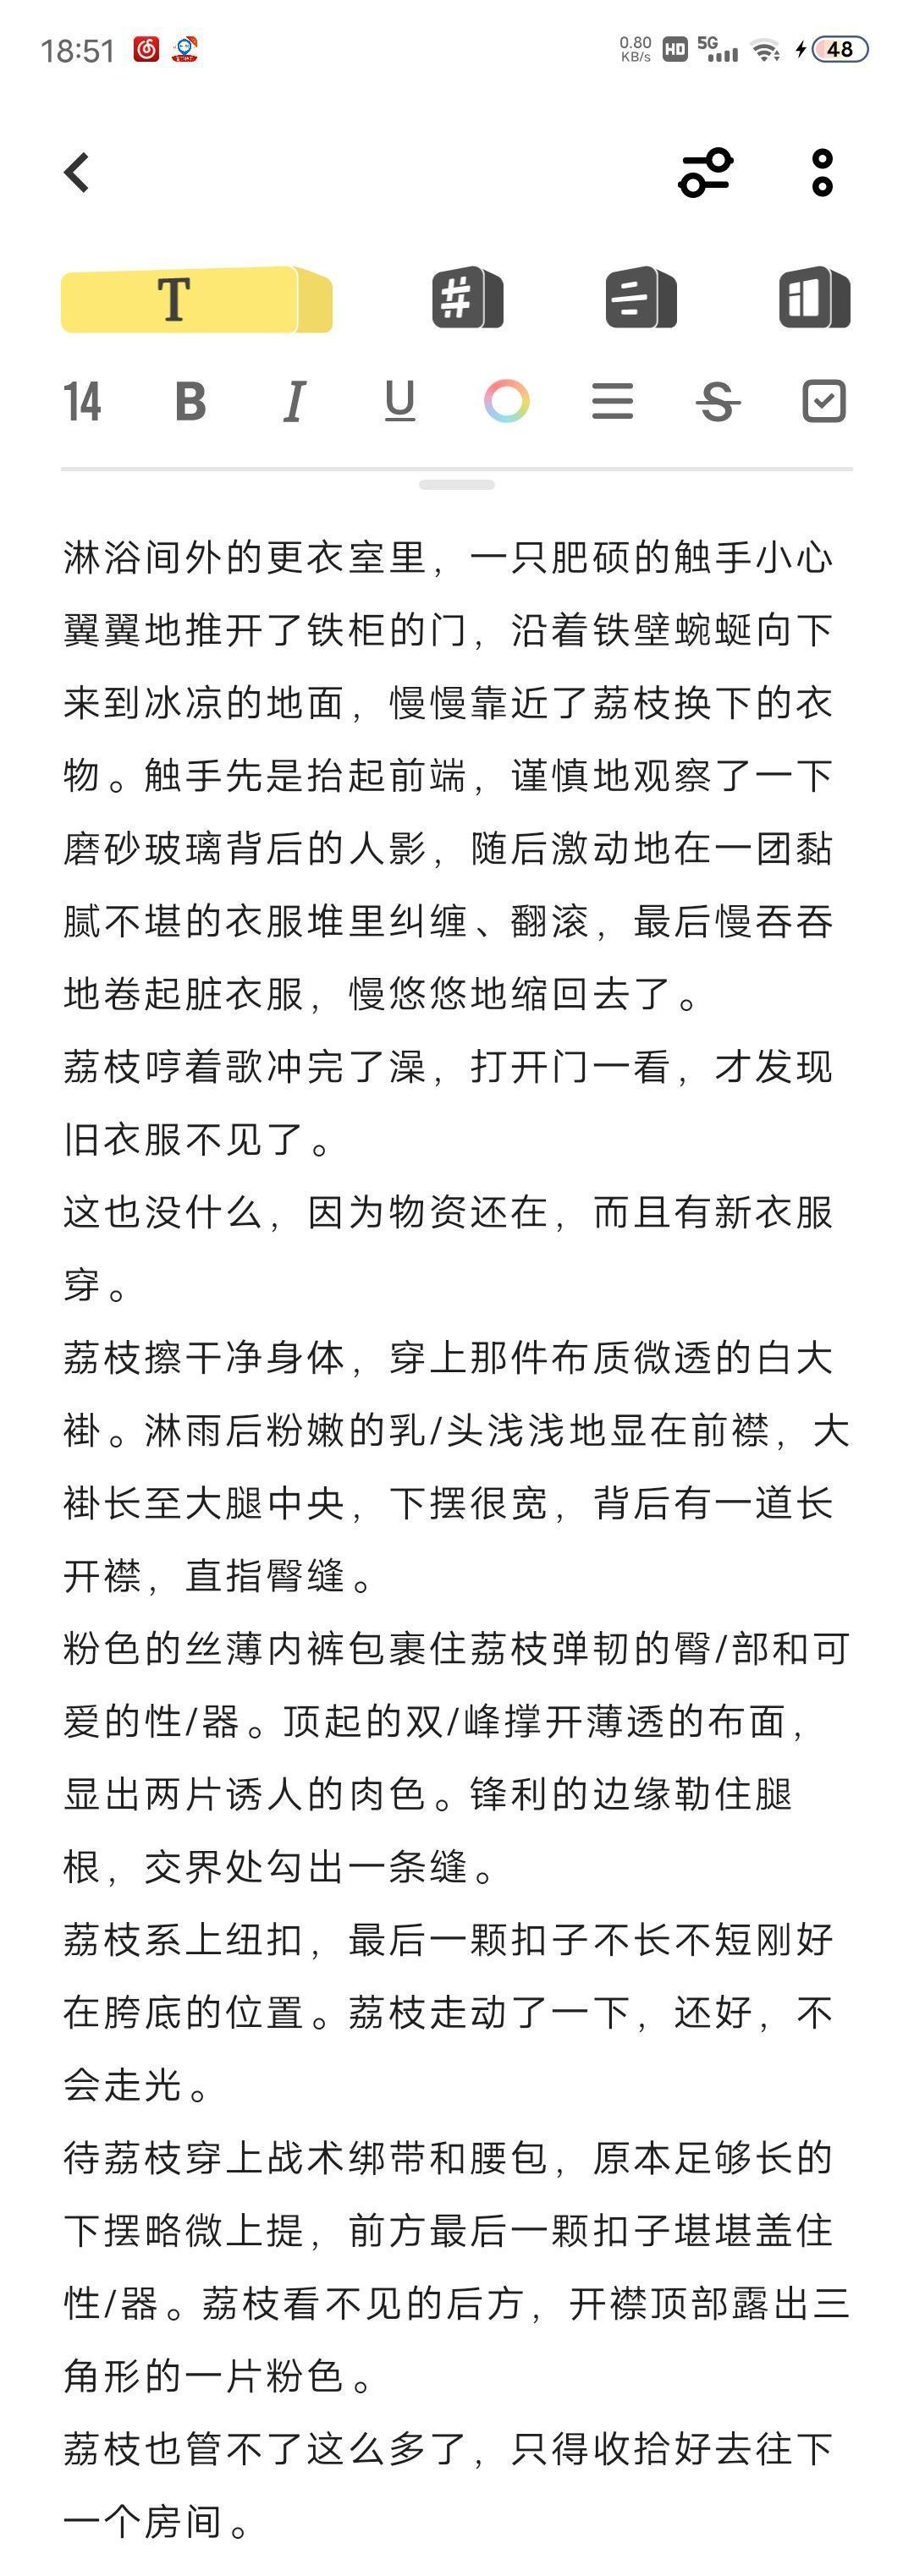 18:51
0.80
KB/s
HD
5G
48
T
#
14
B
I
U
S
淋浴间外的更衣室里，一只肥硕的触手小心
翼翼地推开了铁柜的门，沿着铁壁蜿蜒向下
来到冰凉的地面，慢慢靠近了荔枝换下的衣
物。触手先是抬起前端，谨慎地观察了一下
磨砂玻璃背后的人影，随后激动地在一团黏
腻不堪的衣服堆里纠缠、翻滚，最后慢吞吞
地卷起脏衣服，慢悠悠地缩回去了。
荔枝哼着歌冲完了澡，打开门一看，才发现
旧衣服不见了。
这也没什么，因为物资还在，而且有新衣服
穿。
荔枝擦干净身体，穿上那件布质微透的白大
褂。淋雨后粉嫩的乳/头浅浅地显在前襟，大
褂长至大腿中央，下摆很宽，背后有一道长
开襟，直指臀缝。
粉色的丝薄内裤包裹住荔枝弹韧的臀/部和可
爱的性/器。顶起的双/峰撑开薄透的布面，
显出两片诱人的肉色。锋利的边缘勒住腿
根，交界处勾出一条缝。
荔枝系上纽扣，最后一颗扣子不长不短刚好
在胯底的位置。荔枝走动了一下，还好，不
会走光。
待荔枝穿上战术绑带和腰包，原本足够长的
下摆略微上提，前方最后一颗扣子堪堪盖住
性/器。荔枝看不见的后方，开襟顶部露出三
角形的一片粉色。
荔枝也管不了这么多了，只得收拾好去往下
一个房间。